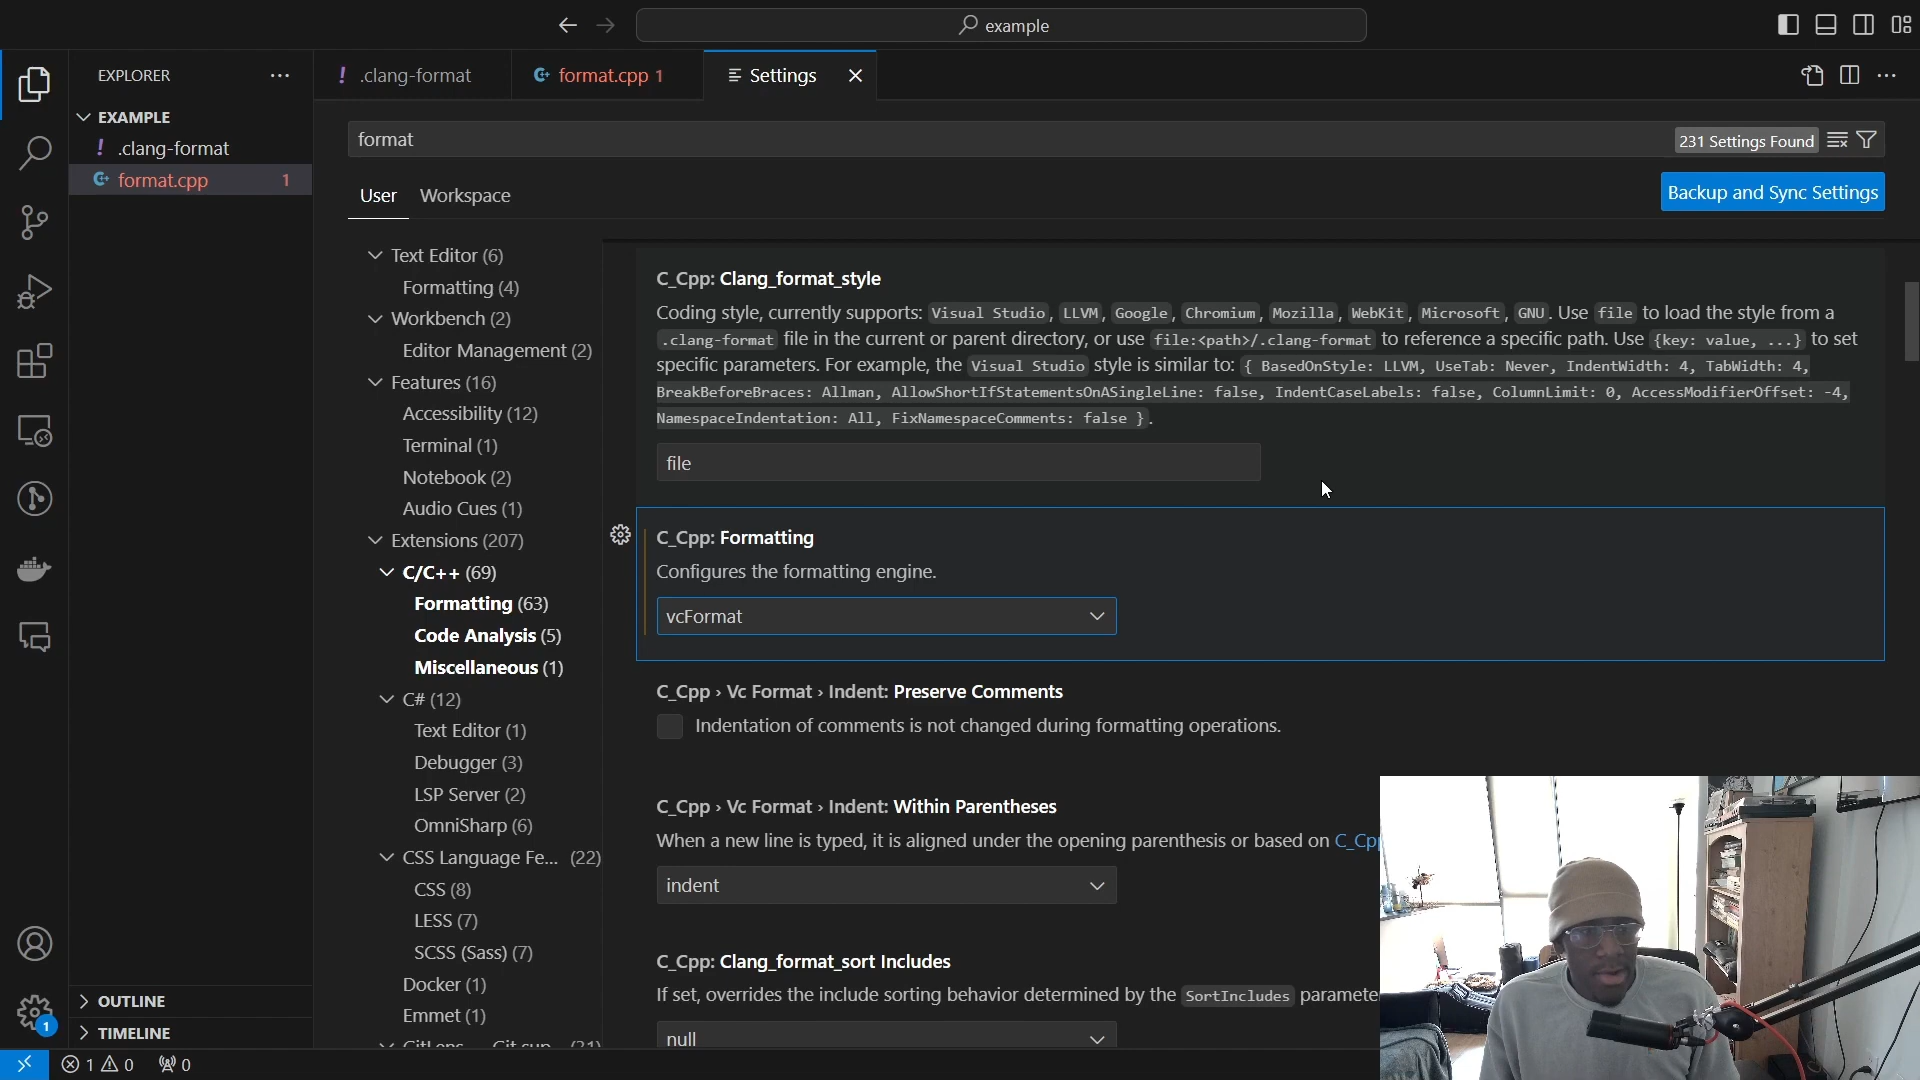 example
EXPLORER
EXAMPLE
! .clang-format
format.cpp 1
OUTLINE
TIMELINE
! .clang-format
format.cpp 1
Settings
format
231 Settings Found
User
Workspace
Backup and Sync Settings
Text Editor (6)
Formatting (4)
Workbench (2)
Editor Management (2)
Features (16)
Accessibility (12)
Terminal (1)
Notebook (2)
Audio Cues (1)
Extensions (207)
C/C++ (69)
Formatting (63)
Code Analysis (5)
Miscellaneous (1)
C# (12)
Text Editor (1)
Debugger (3)
LSP Server (2)
OmniSharp (6)
CSS Language Fe... (22)
CSS (8)
LESS (7)
SCSS (Sass) (7)
Docker (1)
Emmet (1)
C_Cpp: Clang_format_style
Coding style, currently supports: Visual Studio, LLVM, Google, Chromium, Mozilla, WebKit, Microsoft, GNU. Use file to load the style from a
.clang-format file in the current or parent directory, or use file:<path>/.clang-format to reference a specific path. Use {key: value, ...} to set
specific parameters. For example, the Visual Studio style is similar to: { BasedOnStyle: LLVM, UseTab: Never, IndentWidth: 4, TabWidth: 4,
BreakBeforeBraces: Allman, AllowShortIfStatementsOnASingleLine: false, IndentCaseLabels: false, ColumnLimit: 0, AccessModifierOffset: -4,
NamespaceIndentation: All, FixNamespaceComments: false }.
file
C_Cpp: Formatting
Configures the formatting engine.
vcFormat
C_Cpp › Vc Format › Indent: Preserve Comments
Indentation of comments is not changed during formatting operations.
C_Cpp › Vc Format › Indent: Within Parentheses
When a new line is typed, it is aligned under the opening parenthesis or based on C_Cp
indent
C_Cpp: Clang_format_sort Includes
If set, overrides the include sorting behavior determined by the SortIncludes paramete
null
1
1 0 0